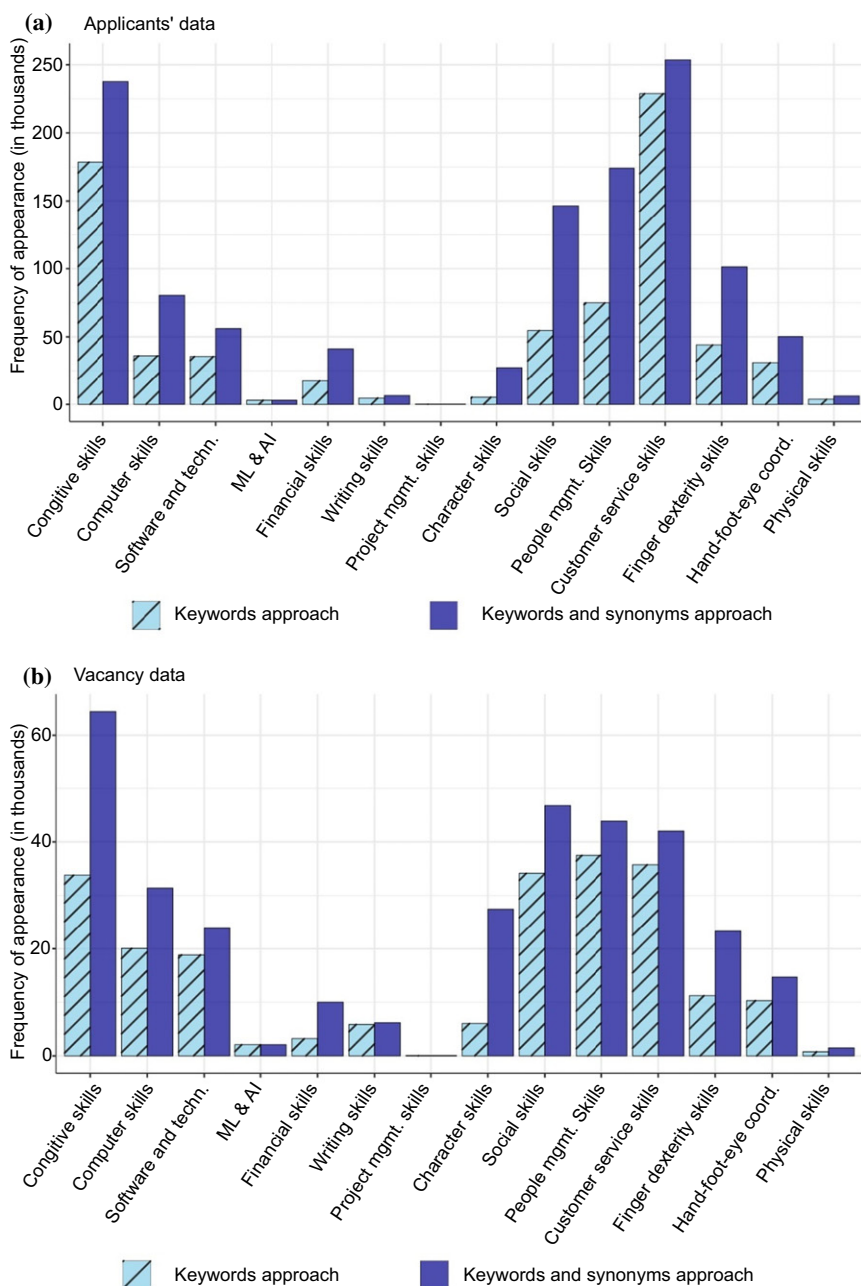 (a) Applicants' data
Frequency of appearance (in thousands)
250
200
150
100
50
0
Congitive skills
Computer skills
Software and techn.
ML & AI
Financial skills
Writing skills
Project mgmt. skills
Character skills
Social skills
People mgmt. Skills
Customer service skills
Finger dexterity skills
Hand-foot-eye coord.
Physical skills
Keywords approach
Keywords and synonyms approach
(b) Vacancy data
Frequency of appearance (in thousands)
60
40
20
0
Congitive skills
Computer skills
Software and techn.
ML & AI
Financial skills
Writing skills
Project mgmt. skills
Character skills
Social skills
People mgmt. Skills
Customer service skills
Finger dexterity skills
Hand-foot-eye coord.
Physical skills
Keywords approach
Keywords and synonyms approach